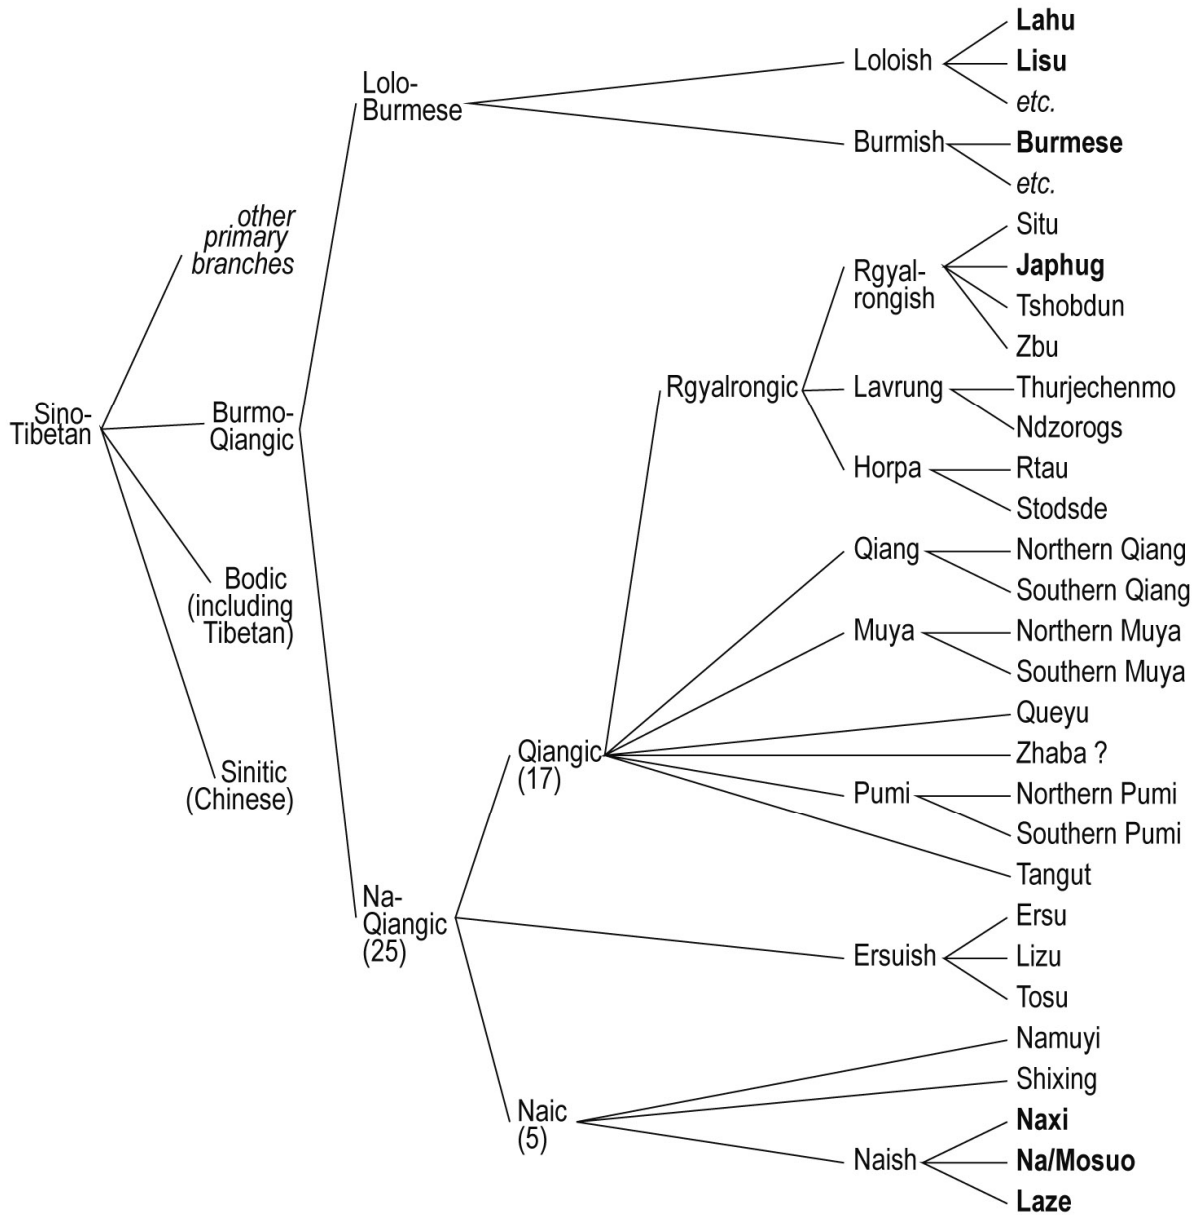 Sino-
Tibetan
other
primary
branches
Burmo-
Qiangic
Bodic
(including
Tibetan)
Sinitic
(Chinese)
Lolo-
Burmese
Na-
Qiangic
(25)
Loloish
Lahu
Lisu
etc.
Burmish
Burmese
etc.
Qiangic
(17)
Rgyalrongic
Rgyal-
rongish
Situ
Japhug
Tshobdun
Zbu
Lavrung
Thurjechenmo
Ndzorogs
Horpa
Rtau
Stodsde
Qiang
Northern Qiang
Southern Qiang
Muya
Northern Muya
Southern Muya
Queyu
Zhaba ?
Pumi
Northern Pumi
Southern Pumi
Tangut
Ersuish
Ersu
Lizu
Tosu
Naic
(5)
Namuyi
Shixing
Naish
Naxi
Na/Mosuo
Laze